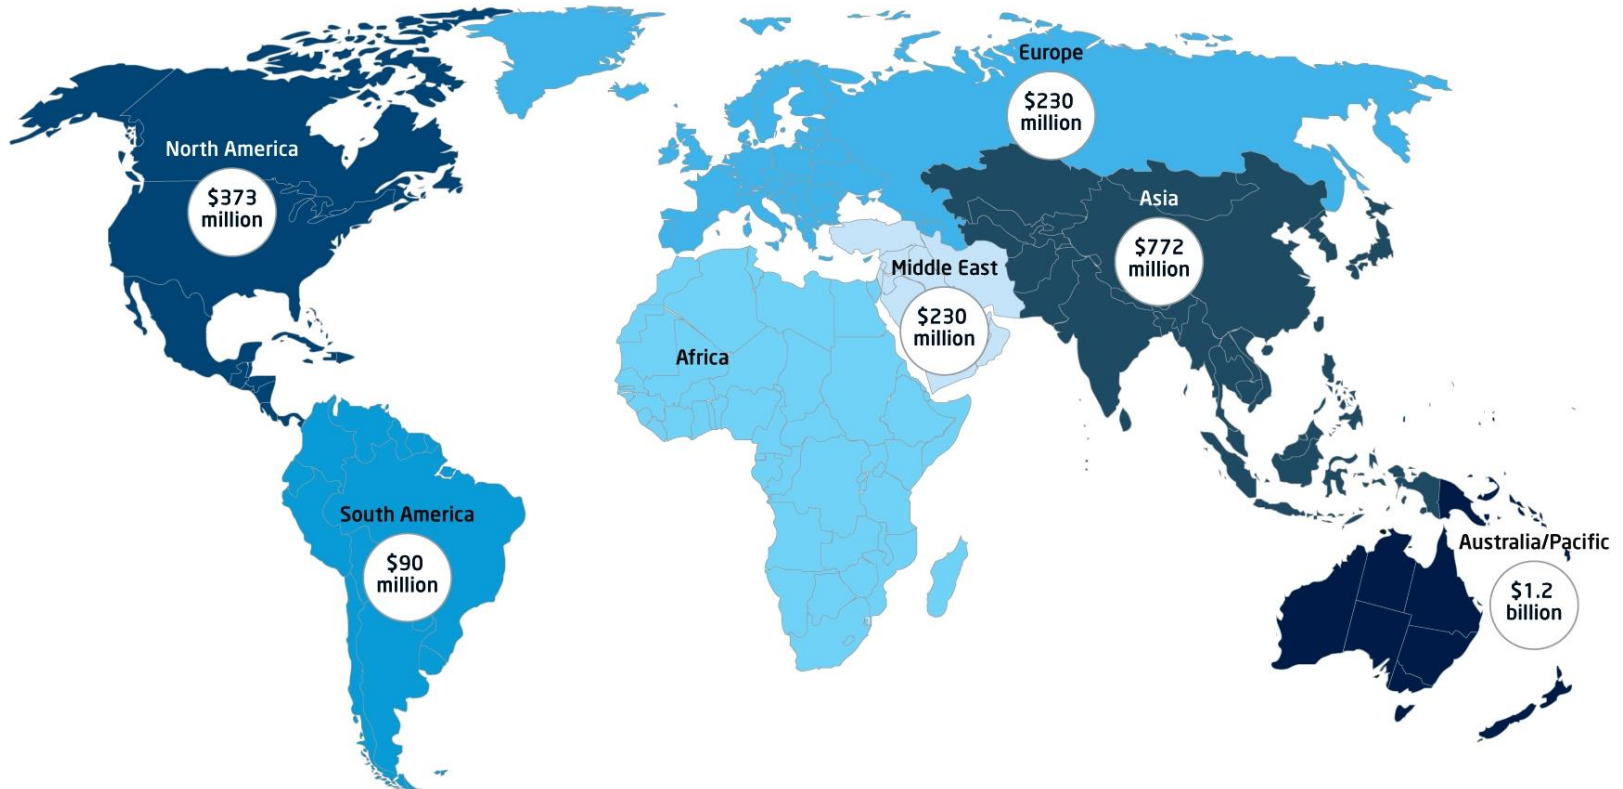 Europe
$230
million
North America
$373
million
Asia
$772
million
Middle East
$230
million
Africa
South America
$90
million
Australia/Pacific
$1.2
billion